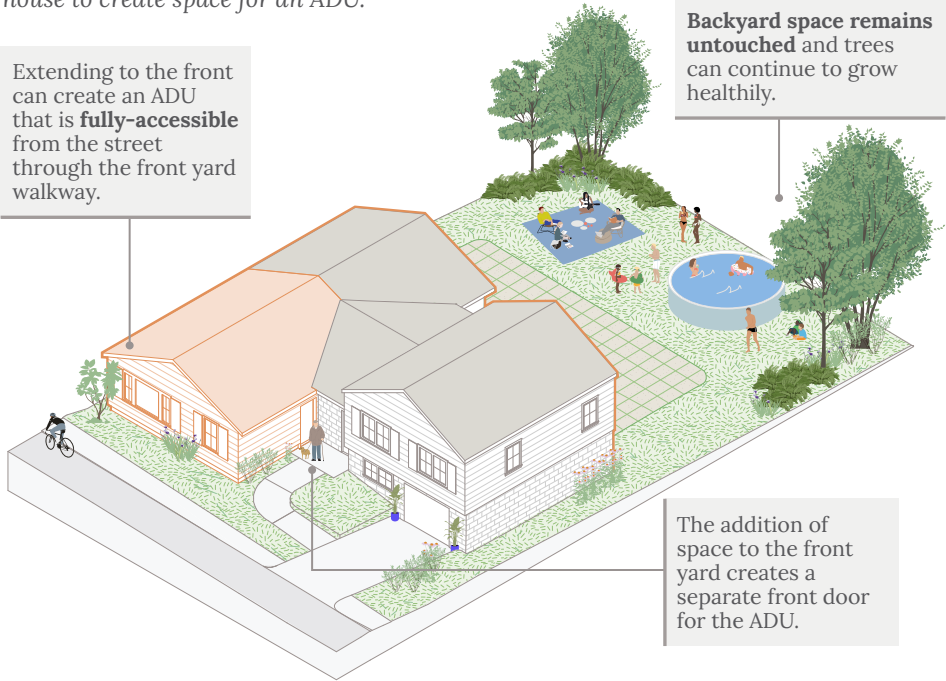 house to create space for an ADU.
Backyard space remains
untouched and trees
can continue to grow
healthily.
Extending to the front
can create an ADU
that is fully-accessible
from the street
through the front yard
walkway.
The addition of
space to the front
yard creates a
separate front door
for the ADU.